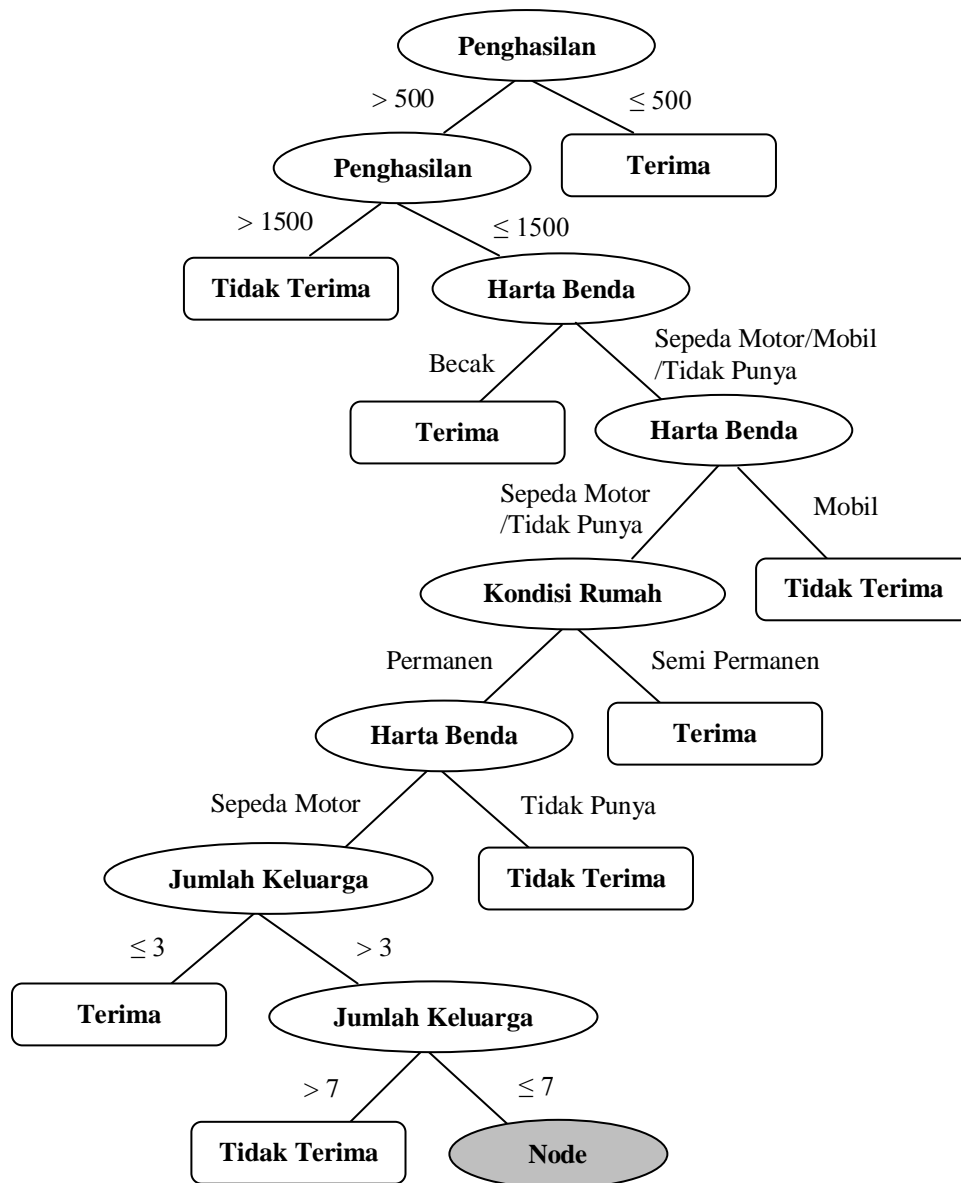 Penghasilan
> 500
≤ 500
Penghasilan
Terima
> 1500
≤ 1500
Tidak Terima
Harta Benda
Becak
Sepeda Motor/Mobil
/Tidak Punya
Terima
Harta Benda
Sepeda Motor
/Tidak Punya
Mobil
Kondisi Rumah
Tidak Terima
Permanen
Semi Permanen
Harta Benda
Terima
Sepeda Motor
Tidak Punya
Jumlah Keluarga
Tidak Terima
≤ 3
> 3
Terima
Jumlah Keluarga
> 7
≤ 7
Tidak Terima
Node